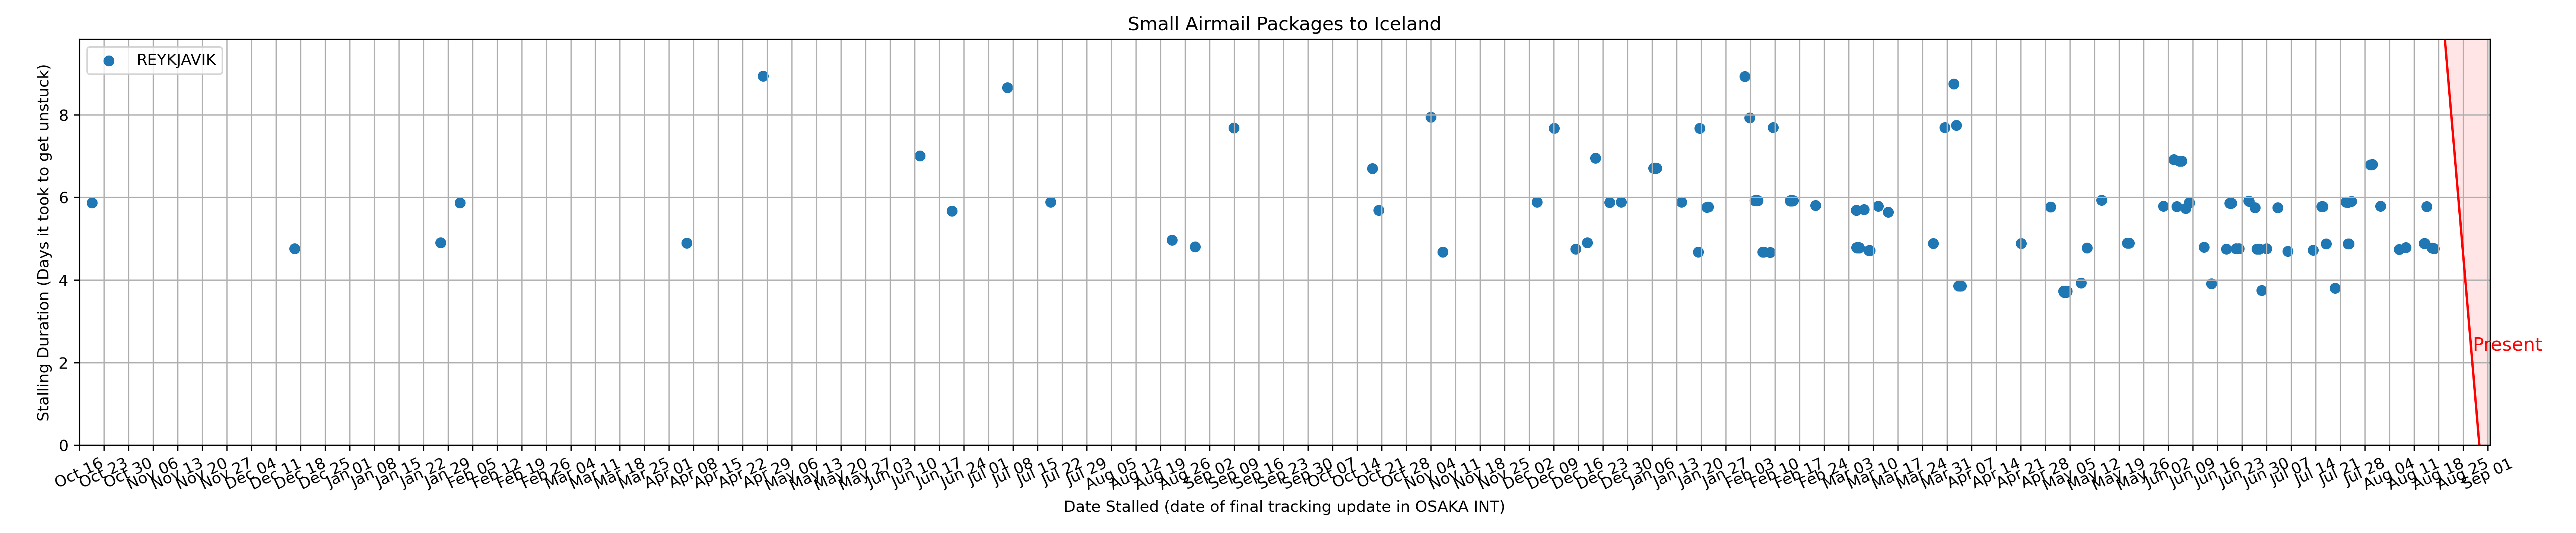 Small Airmail Packages to Iceland
REYKJAVIK
Stalling Duration (Days it took to get unstuck)
8
6
4
2
0
Present
Oct 16
Oct 23
Oct 30
Nov 06
Nov 13
Nov 20
Nov 27
Dec 04
Dec 11
Dec 18
Dec 25
Jan 01
Jan 08
Jan 15
Jan 22
Jan 29
Feb 05
Feb 12
Feb 19
Feb 26
Mar 04
Mar 11
Mar 18
Mar 25
Apr 01
Apr 08
Apr 15
Apr 22
Apr 29
May 06
May 13
May 20
May 27
Jun 03
Jun 10
Jun 17
Jun 24
Jul 01
Jul 08
Jul 15
Jul 22
Jul 29
Aug 05
Aug 12
Aug 19
Aug 26
Sep 02
Sep 09
Sep 16
Sep 23
Sep 30
Oct 07
Oct 14
Oct 21
Oct 28
Nov 04
Nov 11
Nov 18
Nov 25
Dec 02
Dec 09
Dec 16
Dec 23
Dec 30
Jan 06
Jan 13
Jan 20
Jan 27
Feb 03
Feb 10
Feb 17
Feb 24
Mar 03
Mar 10
Mar 17
Mar 24
Mar 31
Apr 07
Apr 14
Apr 21
Apr 28
May 05
May 12
May 19
May 26
Jun 02
Jun 09
Jun 16
Jun 23
Jun 30
Jul 07
Jul 14
Jul 21
Jul 28
Aug 04
Aug 11
Aug 18
Aug 25
Sep 01
Date Stalled (date of final tracking update in OSAKA INT)